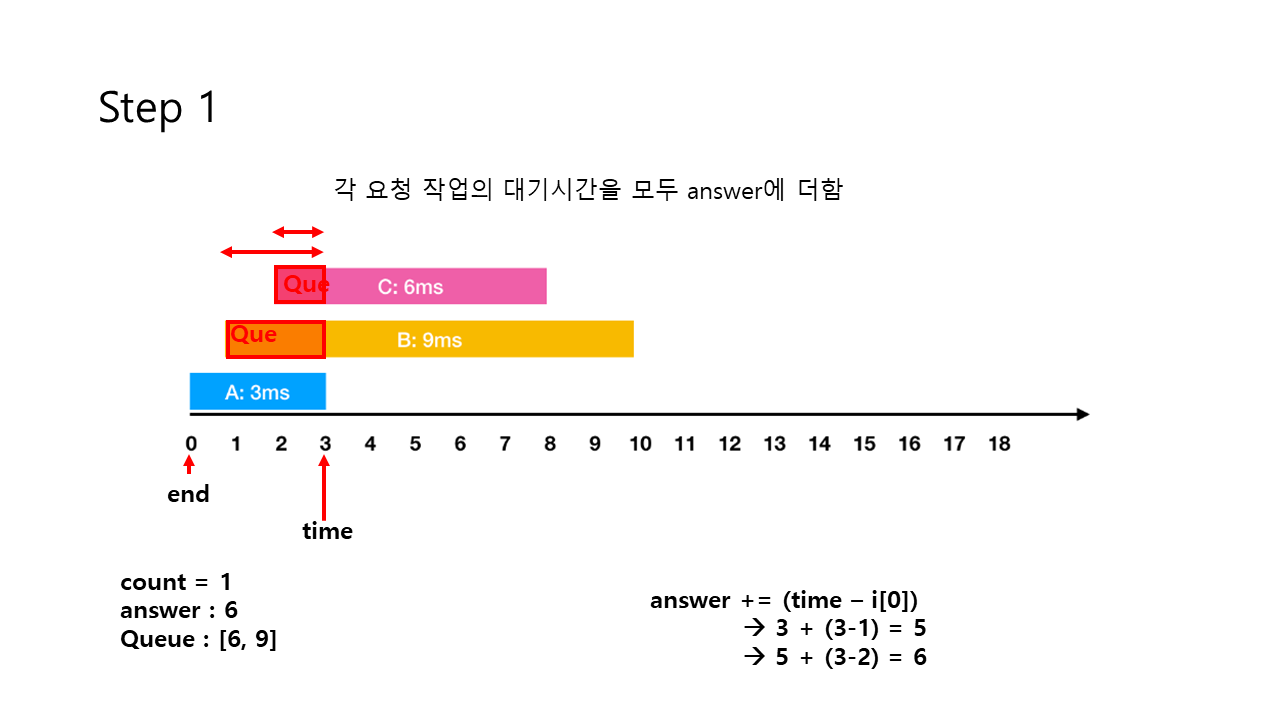 Step 1
각 요청 작업의 대기시간을 모두 answer에 더함
Que
C: 6ms
Que
B: 9ms
A: 3ms
0 1 2 3 4 5 6 7 8 9 10 11 12 13 14 15 16 17 18
end
time
count = 1
answer : 6
Queue : [6, 9]
answer += (time – i[0])
→ 3 + (3-1) = 5
→ 5 + (3-2) = 6